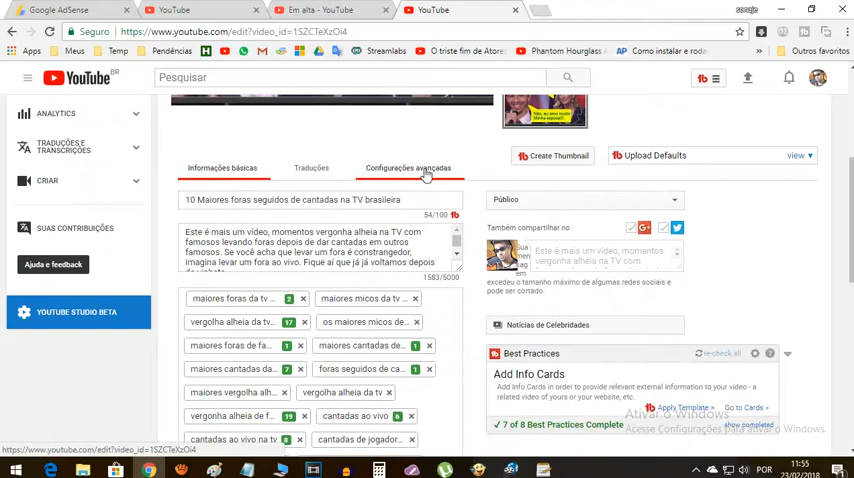 Google AdSense
YouTube
Em alta - YouTube
YouTube
Seguro
https://www.youtube.com/edit?video_id=1SZCTeXzOi4
Apps
Meus
Temp
Pendências
Streamlabs
O triste fim de Atores
Phantom Hourglass A
Como instalar e roda
Outros favoritos
YouTube BR
Pesquisar
ANALYTICS
TRADUÇÕES E
TRANSCRIÇÕES
CRIAR
SUAS CONTRIBUIÇÕES
Ajuda e feedback
YOUTUBE STUDIO BETA
Create Thumbnail
Upload Defaults
view
Informações básicas
Traduções
Configurações avançadas
10 Maiores foras seguidos de cantadas na TV brasileira
54/100
Este é mais um vídeo, momentos vergonha alheia na TV com
famosos levando foras depois de dar cantadas em outros
famosos. Se você acha que levar um fora é constrangedor,
imagina levar um fora ao vivo. Fique aí que já já voltamos depois
1583/5000
maiores foras da tv ... 2
maiores micos da tv ...
vergolha alheia da tv... 17
os maiores micos de...
maiores foras de fa... 1
maiores cantadas de... 1
maiores cantadas da... 7
foras seguidos de ca... 1
maiores vergolha alh...
vergolha alheia da tv
vergonha alheia de f... 19
cantadas ao vivo 6
cantadas ao vivo na tv 8
cantadas de jogador...
Público
Também compartilhar no
Sua
men
sag
em
Este é mais um vídeo, momentos
vergonha alheia na TV com
excedeu o tamanho máximo de algumas redes sociais e
pode ser cortado.
Notícias de Celebridades
Best Practices
re-check all
Add Info Cards
Add Info Cards in order to provide relevant external information to your video - a
related video of yours or your website, etc.
Apply Template »
Go to Cards »
7 of 8 Best Practices Complete
show completed
Ativar o Windows
Acesse Configurações para ativar o Windows.
https://www.youtube.com/edit?video_id=1SZCTeXzOi4
POR
11:55
23/02/2018